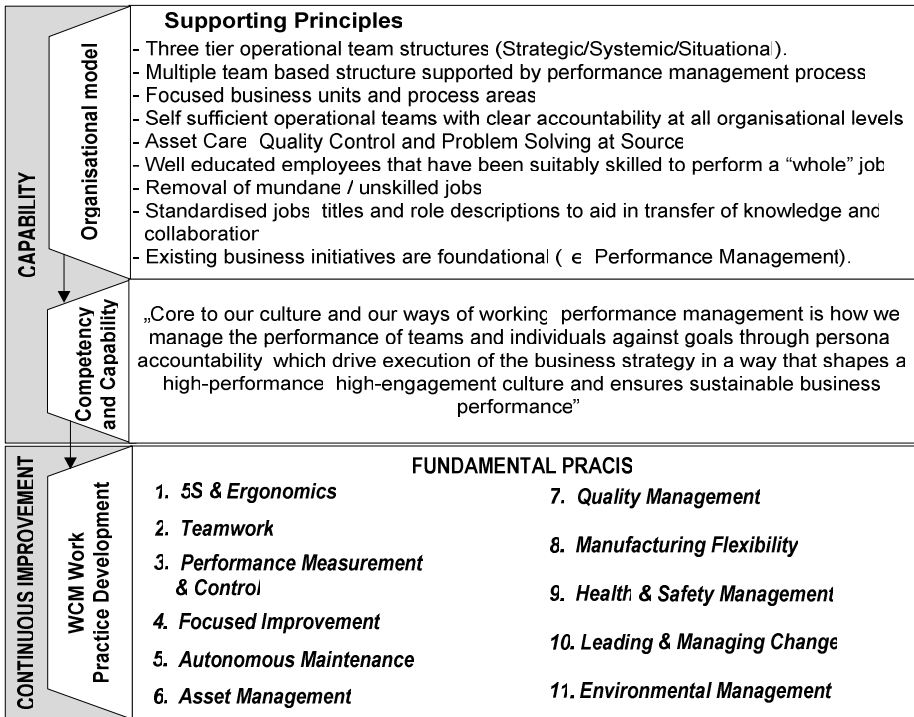 Supporting Principles
CAPABILITY
Organisational model
- Three tier operational team structures (Strategic/Systemic/Situational).
- Multiple team based structure supported by performance management process
- Focused business units and process areas
- Self sufficient operational teams with clear accountability at all organisational levels
- Asset Care Quality Control and Problem Solving at Source
- Well educated employees that have been suitably skilled to perform a “whole” job
- Removal of mundane / unskilled jobs
- Standardised jobs titles and role descriptions to aid in transfer of knowledge and
collaboration
- Existing business initiatives are foundational ( e Performance Management).
Competency
and Capability
„Core to our culture and our ways of working performance management is how we
manage the performance of teams and individuals against goals through persona
accountability which drive execution of the business strategy in a way that shapes a
high-performance high-engagement culture and ensures sustainable business
performance”
CONTINUOUS IMPROVEMENT
WCM Work
Practice Development
FUNDAMENTAL PRACIS
1. 5S & Ergonomics
2. Teamwork
3. Performance Measurement
& Control
4. Focused Improvement
5. Autonomous Maintenance
6. Asset Management
7. Quality Management
8. Manufacturing Flexibility
9. Health & Safety Management
10. Leading & Managing Change
11. Environmental Management